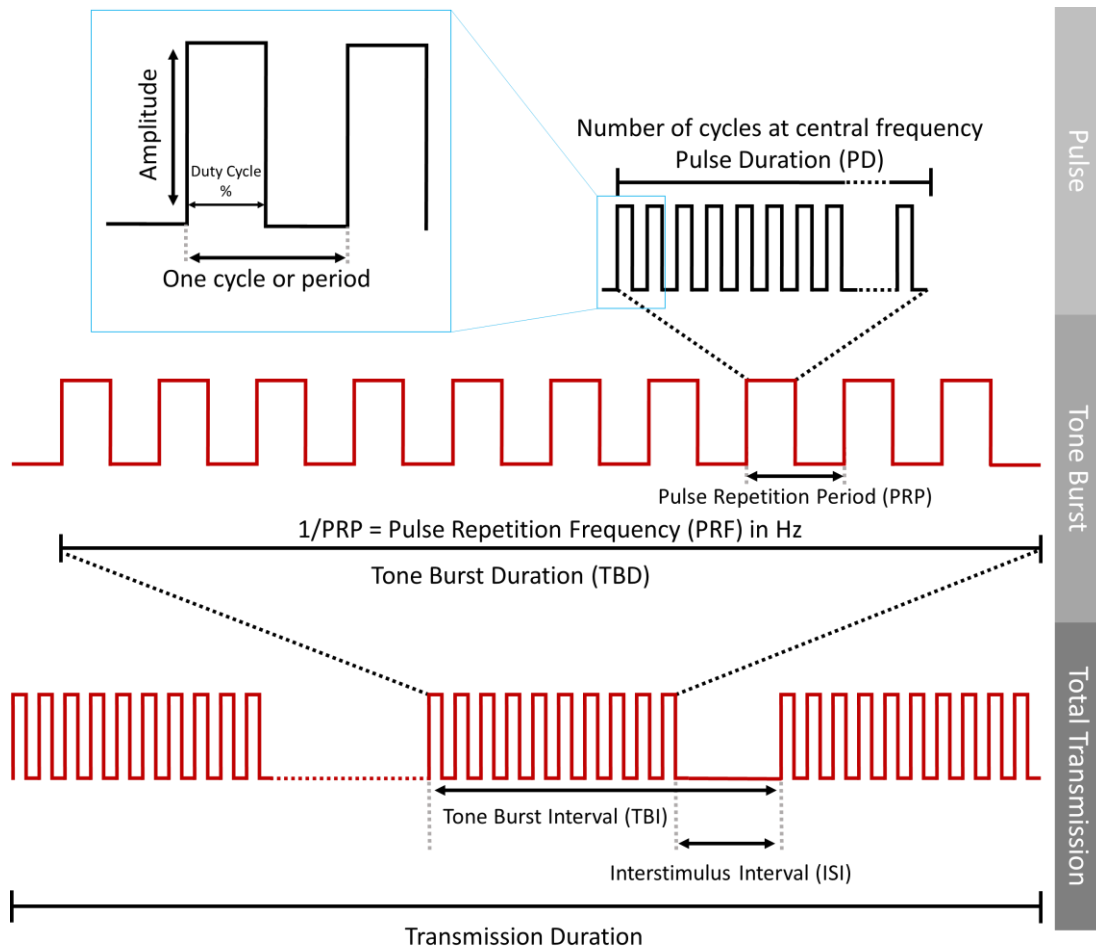 Amplitude
Duty Cycle
%
One cycle or period
Number of cycles at central frequency
Pulse Duration (PD)
Pulse
Pulse Repetition Period (PRP)
1/PRP = Pulse Repetition Frequency (PRF) in Hz
Tone Burst Duration (TBD)
Tone Burst
Tone Burst Interval (TBI)
Interstimulus Interval (ISI)
Transmission Duration
Total Transmission